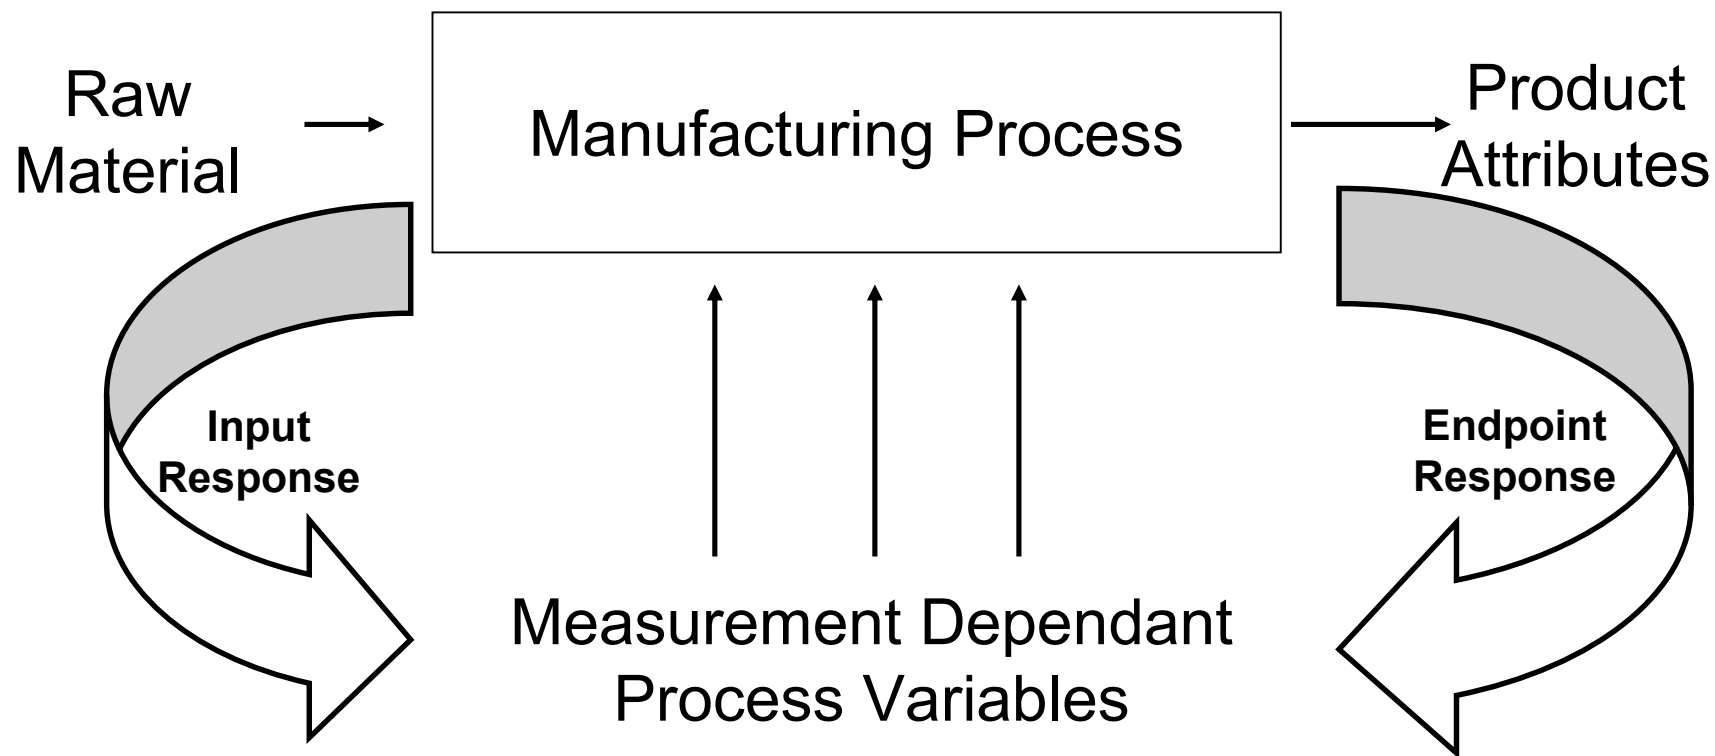 Raw
Material
Manufacturing Process
Product
Attributes
Input
Response
Endpoint
Response
Measurement Dependant
Process Variables